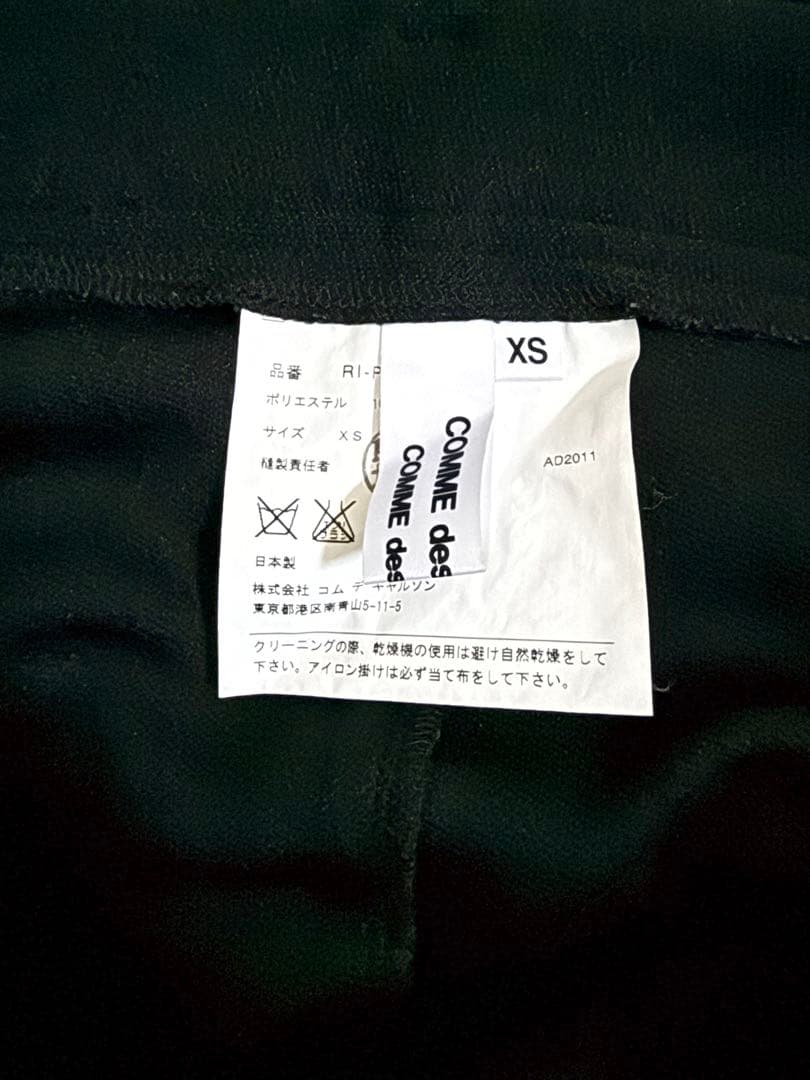 XS
品番 RI-P
ポリエステル
サイズ XS
縫製責任者
AD2011
COMME des
COMME des
日本製
株式会社 コム デ ギャルソン
東京都港区南青山5-11-5
クリーニングの際、乾燥機の使用は避け自然乾燥をして
下さい。アイロン掛けは必ず当て布をして下さい。